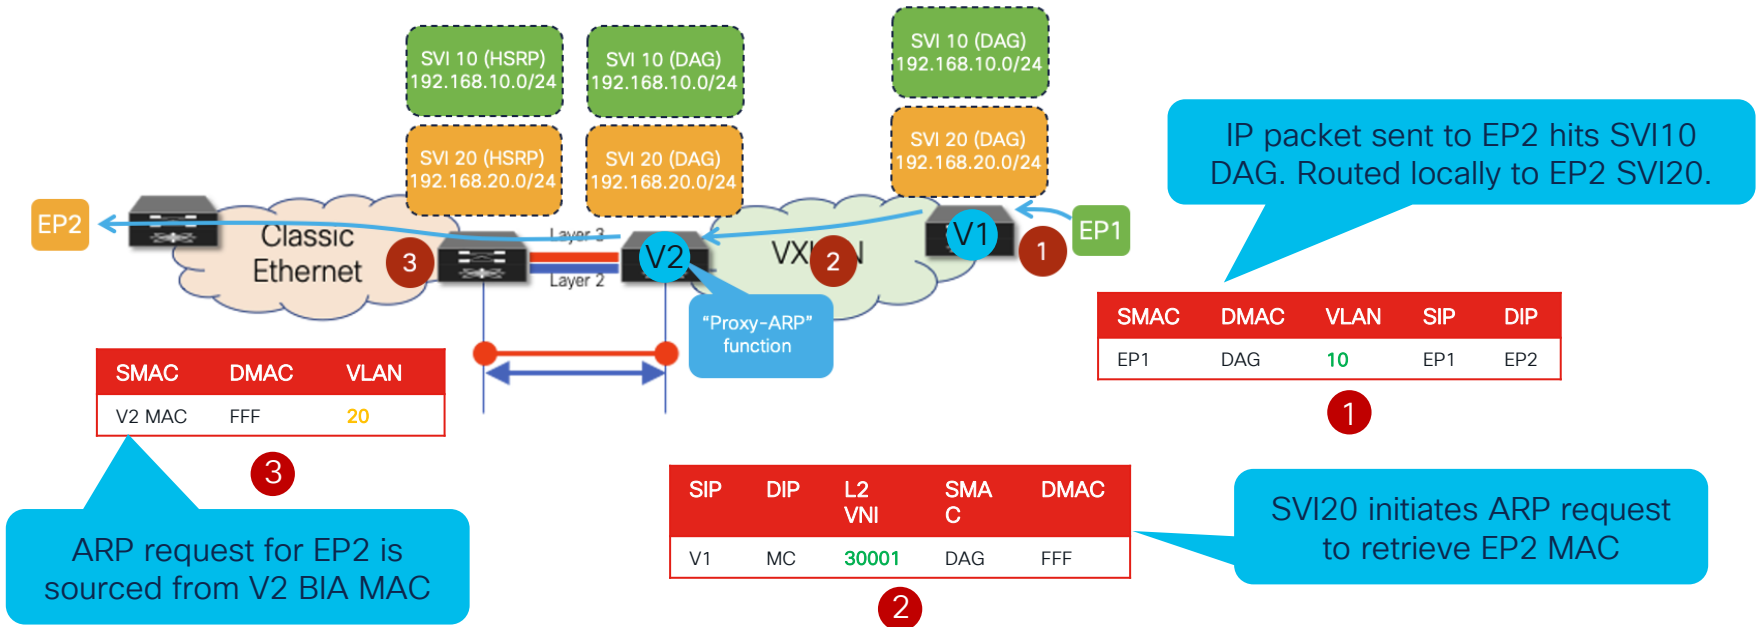 SVI 10 (HSRP)
192.168.10.0/24
SVI 10 (DAG)
192.168.10.0/24
SVI 10 (DAG)
192.168.10.0/24
SVI 20 (HSRP)
192.168.20.0/24
SVI 20 (DAG)
192.168.20.0/24
SVI 20 (DAG)
192.168.20.0/24
IP packet sent to EP2 hits SVI10
DAG. Routed locally to EP2 SVI20.
EP2
Classic
Ethernet
3
Layer 3
Layer 2
V2
2
V1
1
EP1
"Proxy-ARP"
function
SMAC DMAC VLAN SIP DIP
EP1 DAG 10 EP1 EP2
1
SMAC DMAC VLAN
V2 MAC FFF 20
3
ARP request for EP2 is
sourced from V2 BIA MAC
SIP DIP L2 SMA DMAC
VNI C
V1 MC 30001 DAG FFF
2
SVI20 initiates ARP request
to retrieve EP2 MAC